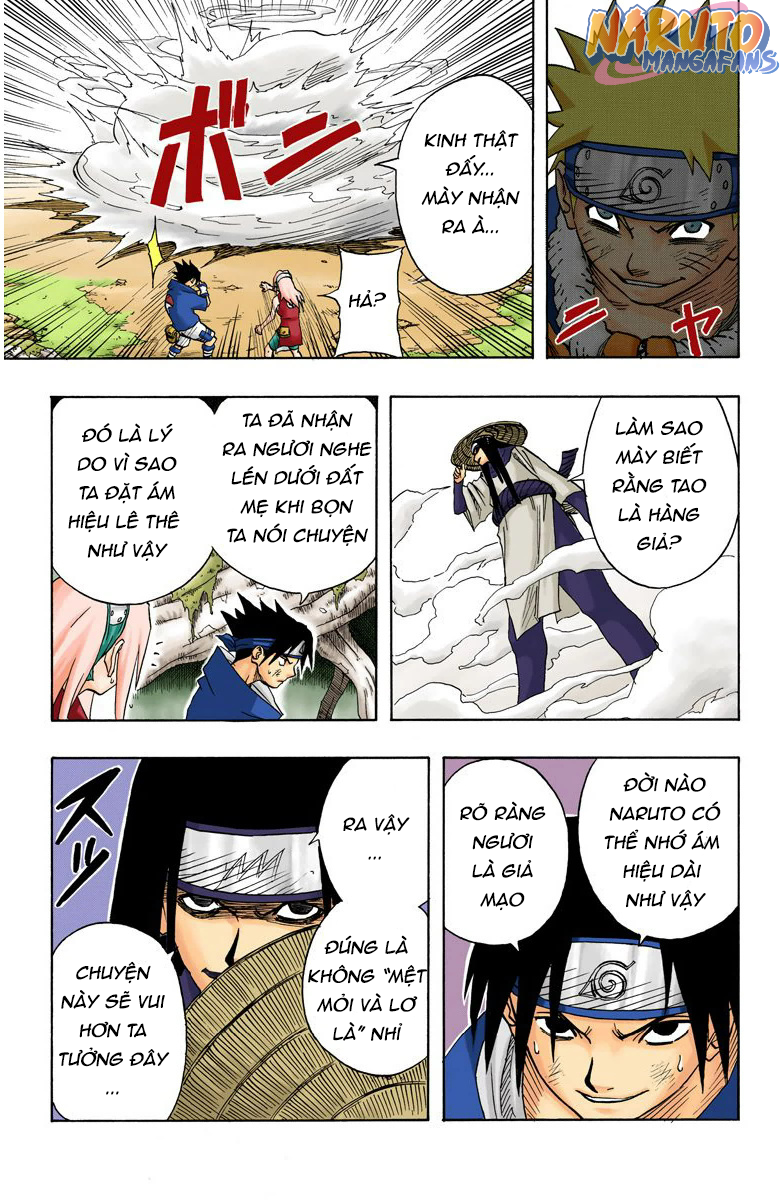 NARUTO
MANGAFANS
ニヤ
KINH THẬT
ĐẤY...
MÀY NHẬN
RA À...
HẢ?
ボン
LÀM SAO
MÀY BIẾT
RẰNG TAO
LÀ HÀNG
GIẢ?
TA ĐÃ NHẬN
RA NGƯƠI NGHE
LÉN DƯỚI ĐẤT
MẸ KHI BỌN
TA NÓI CHUYỆN
ĐÓ LÀ LÝ
DO VÌ SAO
TA ĐẶT ÁM
HIỆU LÊ THÊ
NHƯ VẬY
ĐỜI NÀO
NARUTO CÓ
THỂ NHỚ ÁM
HIỆU DÀI
NHƯ VẬY
RÕ RÀNG
NGƯƠI
LÀ GIẢ
MẠO
RA VẬY
...
ĐÚNG LÀ
KHÔNG “MỆT
MỎI VÀ LƠ
LÀ” NHỈ
スッ
CHUYỆN
NÀY SẼ VUI
HƠN TA
TƯỞNG ĐÂY
...